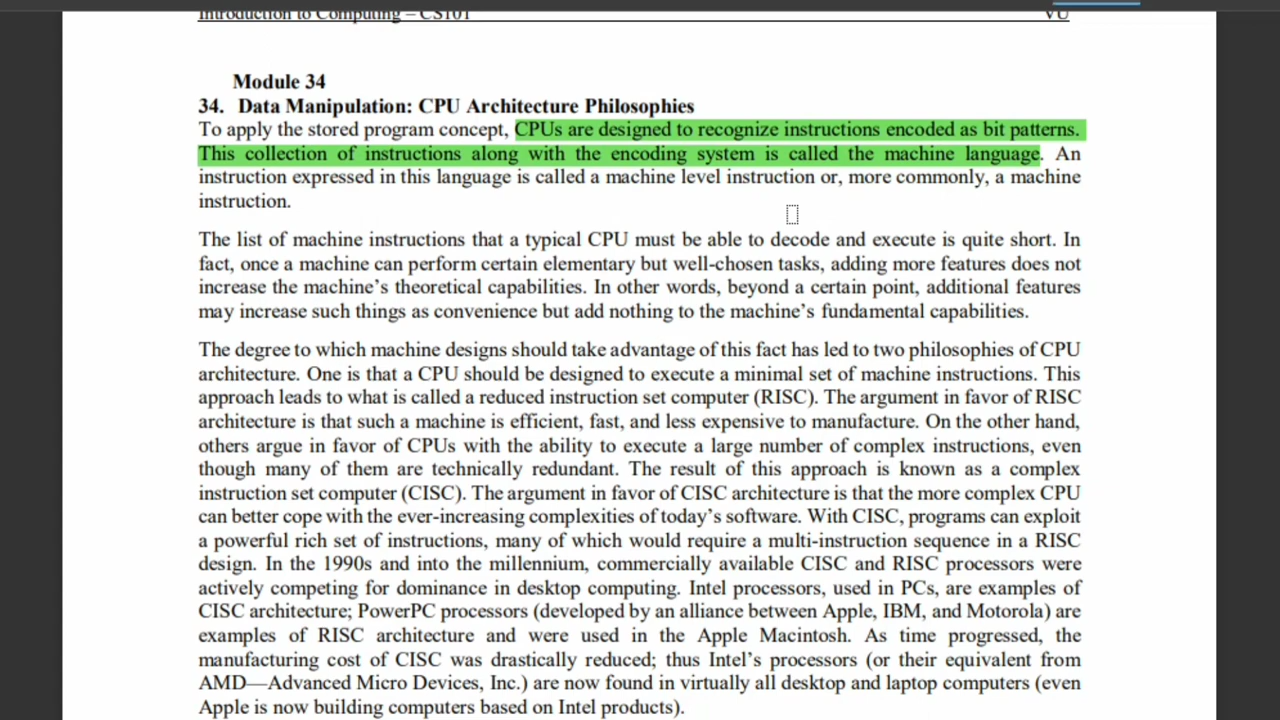 Introduction to Computing – CS101 VU
Module 34
34. Data Manipulation: CPU Architecture Philosophies
To apply the stored program concept, CPUs are designed to recognize instructions encoded as bit patterns.
This collection of instructions along with the encoding system is called the machine language. An
instruction expressed in this language is called a machine level instruction or, more commonly, a machine
instruction.
The list of machine instructions that a typical CPU must be able to decode and execute is quite short. In
fact, once a machine can perform certain elementary but well-chosen tasks, adding more features does not
increase the machine’s theoretical capabilities. In other words, beyond a certain point, additional features
may increase such things as convenience but add nothing to the machine’s fundamental capabilities.
The degree to which machine designs should take advantage of this fact has led to two philosophies of CPU
architecture. One is that a CPU should be designed to execute a minimal set of machine instructions. This
approach leads to what is called a reduced instruction set computer (RISC). The argument in favor of RISC
architecture is that such a machine is efficient, fast, and less expensive to manufacture. On the other hand,
others argue in favor of CPUs with the ability to execute a large number of complex instructions, even
though many of them are technically redundant. The result of this approach is known as a complex
instruction set computer (CISC). The argument in favor of CISC architecture is that the more complex CPU
can better cope with the ever-increasing complexities of today’s software. With CISC, programs can exploit
a powerful rich set of instructions, many of which would require a multi-instruction sequence in a RISC
design. In the 1990s and into the millennium, commercially available CISC and RISC processors were
actively competing for dominance in desktop computing. Intel processors, used in PCs, are examples of
CISC architecture; PowerPC processors (developed by an alliance between Apple, IBM, and Motorola) are
examples of RISC architecture and were used in the Apple Macintosh. As time progressed, the
manufacturing cost of CISC was drastically reduced; thus Intel’s processors (or their equivalent from
AMD—Advanced Micro Devices, Inc.) are now found in virtually all desktop and laptop computers (even
Apple is now building computers based on Intel products).